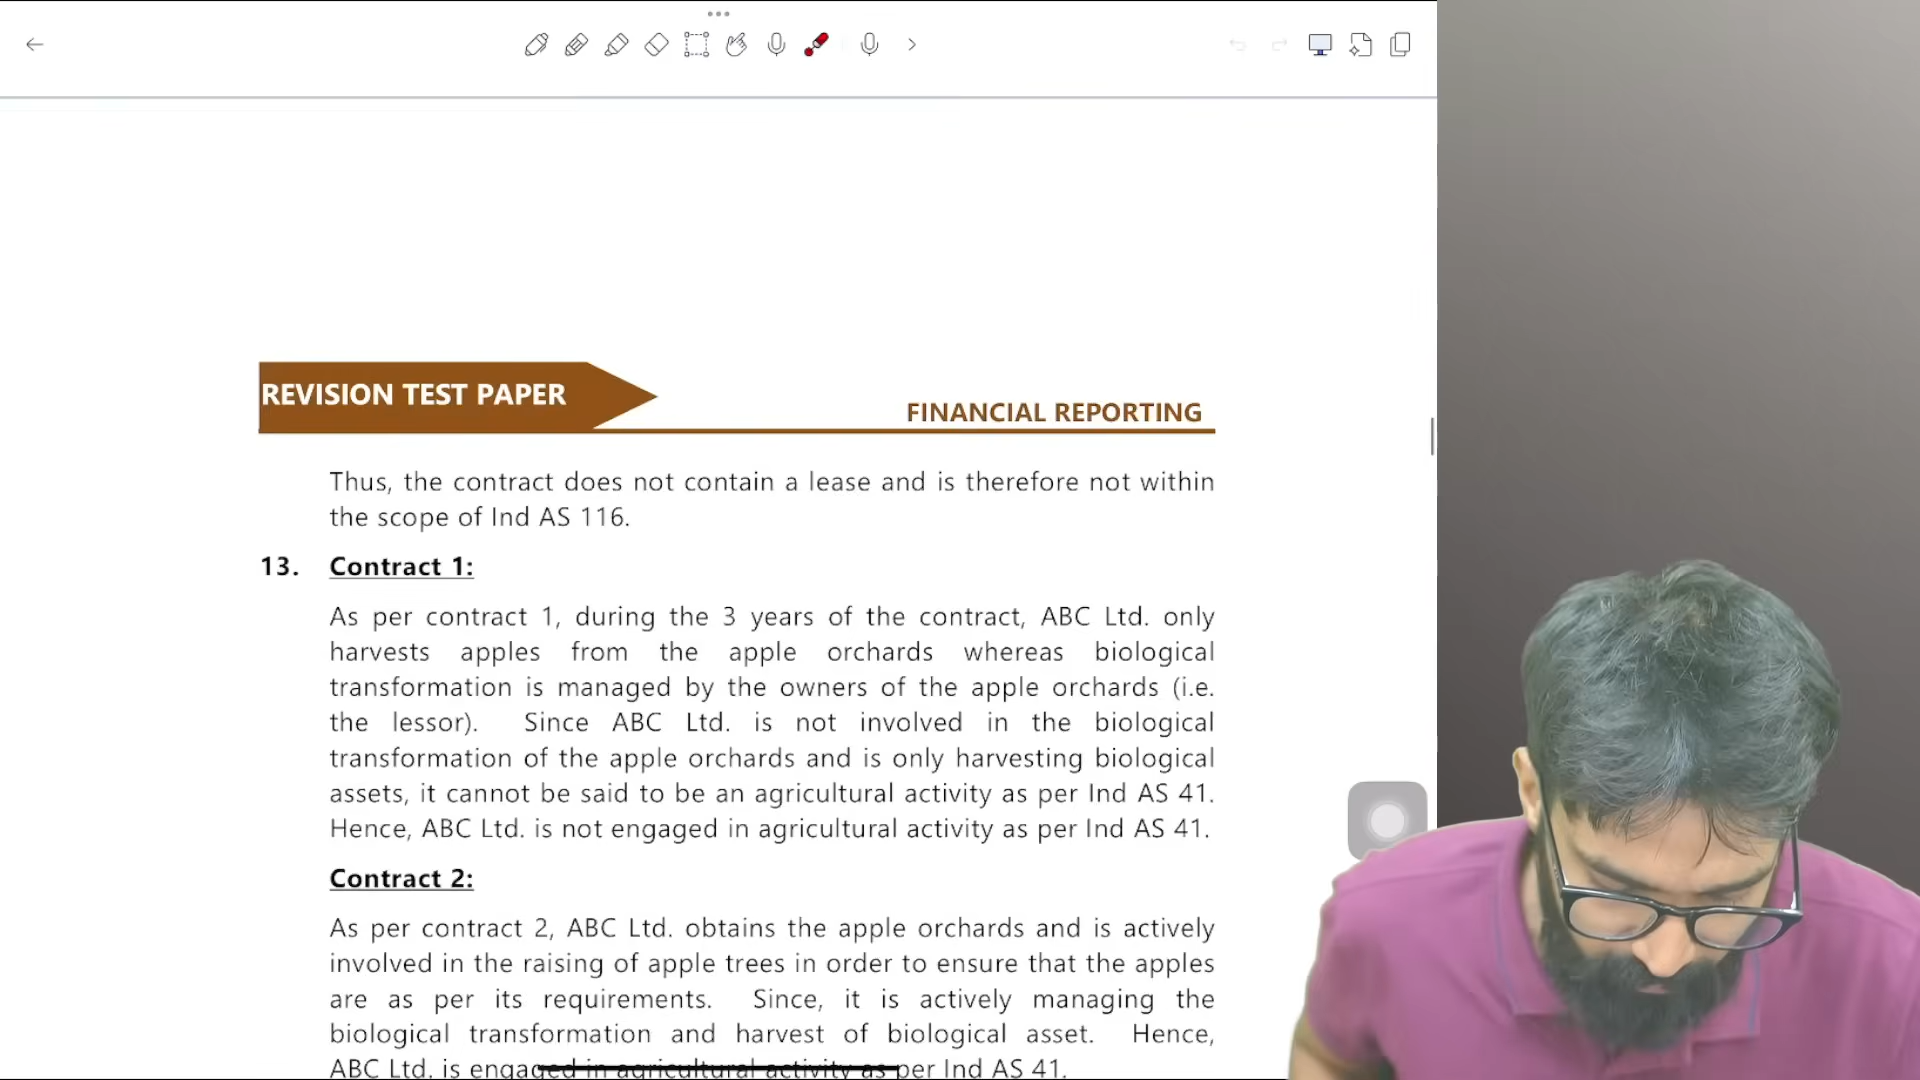 REVISION TEST PAPER
FINANCIAL REPORTING
Thus, the contract does not contain a lease and is therefore not within
the scope of Ind AS 116.
13. Contract 1:
As per contract 1, during the 3 years of the contract, ABC Ltd. only
harvests apples from the apple orchards whereas biological
transformation is managed by the owners of the apple orchards (i.e.
the lessor). Since ABC Ltd. is not involved in the biological
transformation of the apple orchards and is only harvesting biological
assets, it cannot be said to be an agricultural activity as per Ind AS 41.
Hence, ABC Ltd. is not engaged in agricultural activity as per Ind AS 41.
Contract 2:
As per contract 2, ABC Ltd. obtains the apple orchards and is actively
involved in the raising of apple trees in order to ensure that the apples
are as per its requirements. Since, it is actively managing the
biological transformation and harvest of biological asset. Hence,
ABC Ltd. is engaged in agricultural activity as per Ind AS 41.